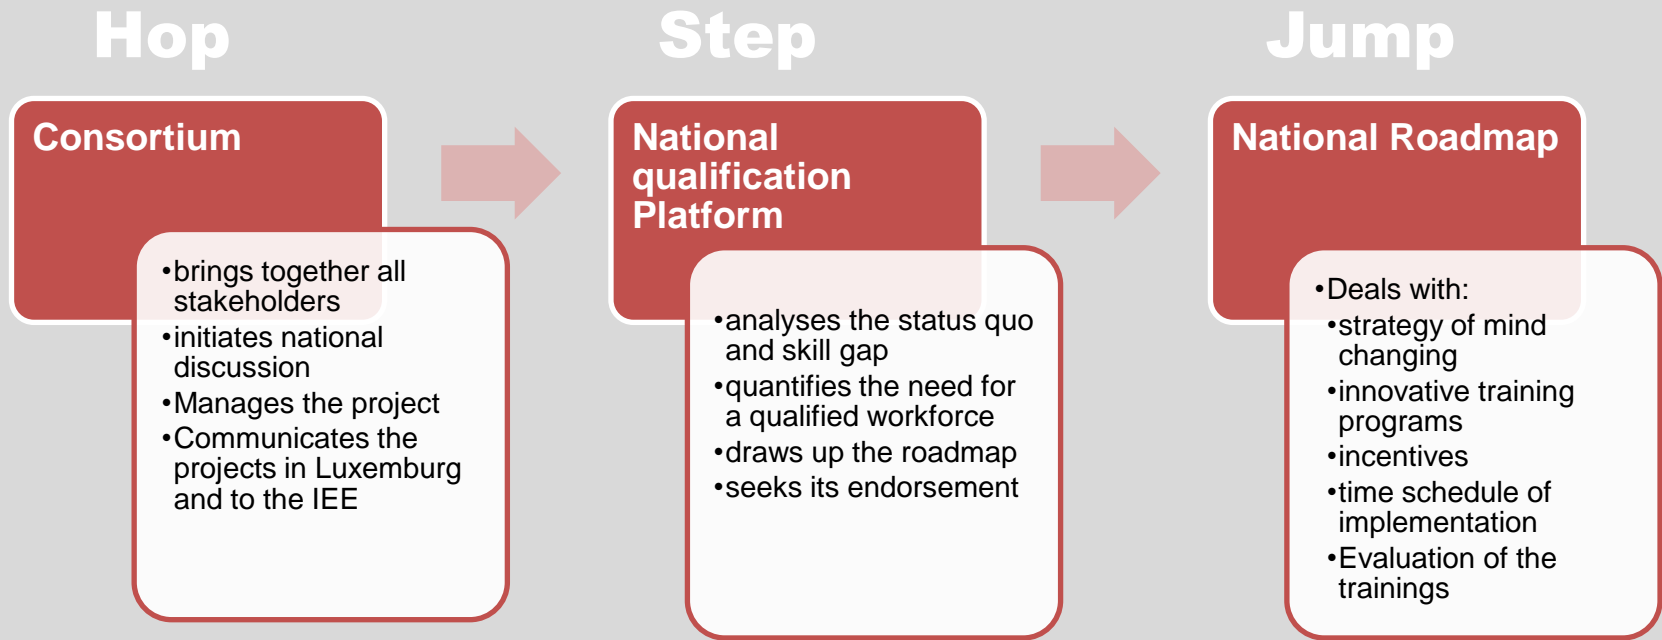 Hop
Consortium
•brings together all
stakeholders
•initiates national
discussion
•Manages the project
•Communicates the
projects in Luxemburg
and to the IEE
Step
National
qualification
Platform
•analyses the status quo
and skill gap
•quantifies the need for
a qualified workforce
•draws up the roadmap
•seeks its endorsement
Jump
National Roadmap
•Deals with:
•strategy of mind
changing
•innovative training
programs
•incentives
•time schedule of
implementation
•Evaluation of the
trainings